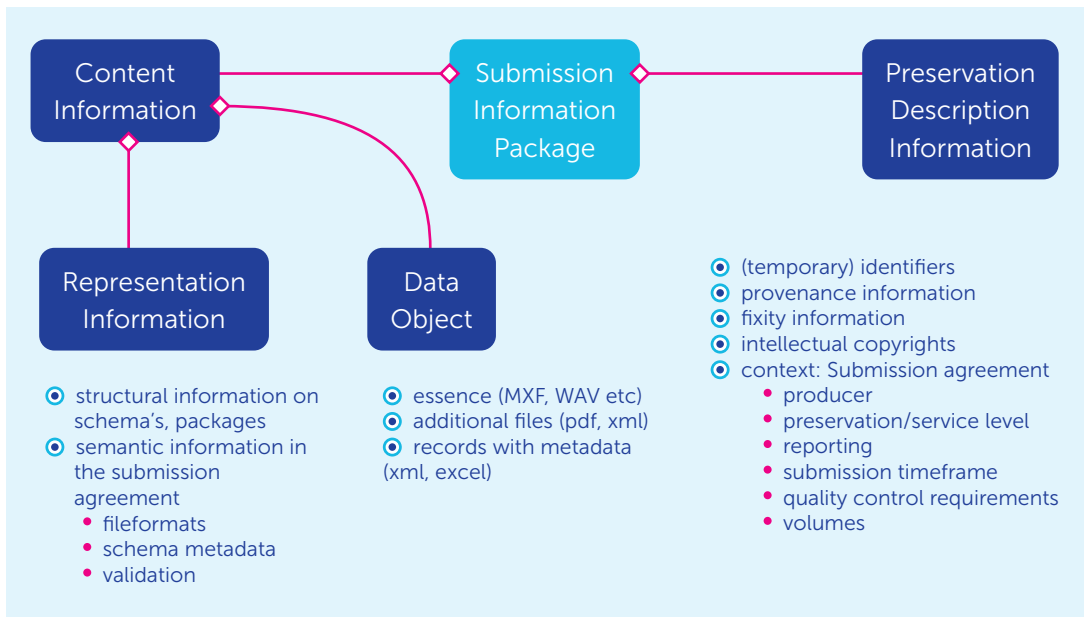 Content
Information
Submission
Information
Package
Preservation
Description
Information
Representation
Information
Data
Object
structural information on
schema's, packages
semantic information in
the submission
agreement
fileformats
schema metadata
validation
essence (MXF, WAV etc)
additional files (pdf, xml)
records with metadata
(xml, excel)
(temporary) identifiers
provenance information
fixity information
intellectual copyrights
context: Submission agreement
producer
preservation/service level
reporting
submission timeframe
quality control requirements
volumes